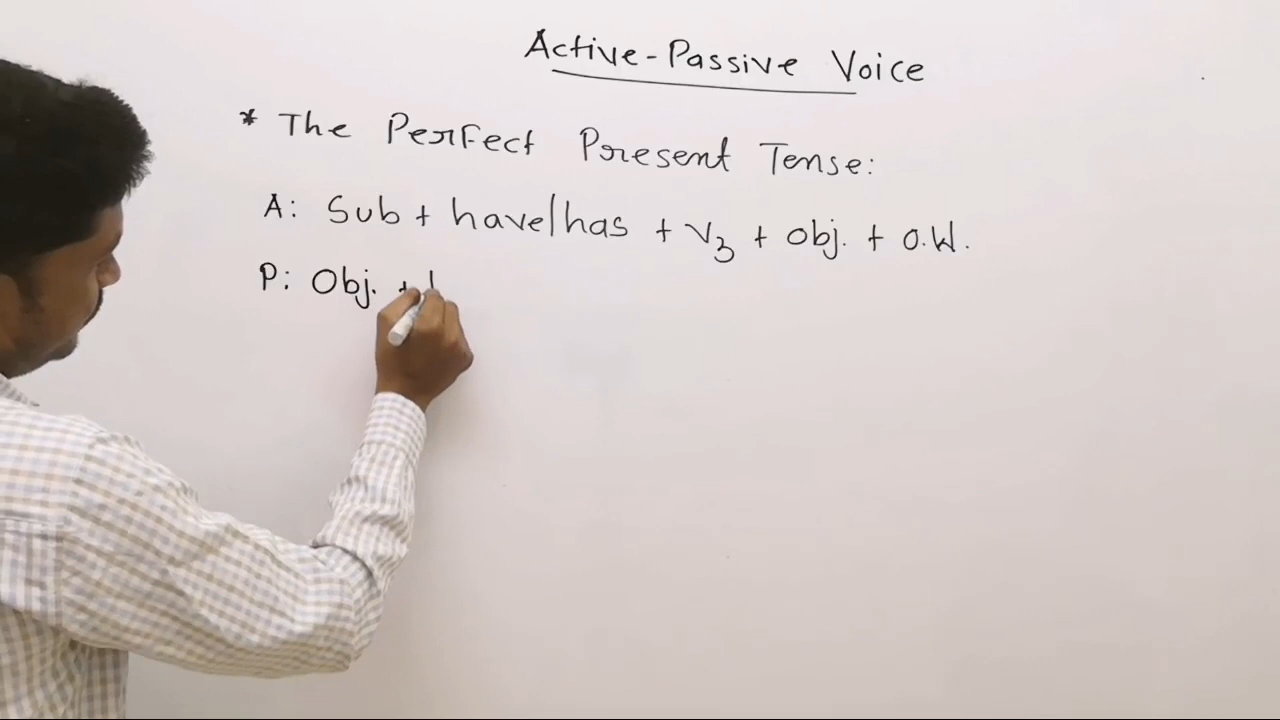 Active-Passive Voice
* The Perfect Present Tense:
A: Sub + have/has + V3 + obj. + O.W.
P: Obj. +